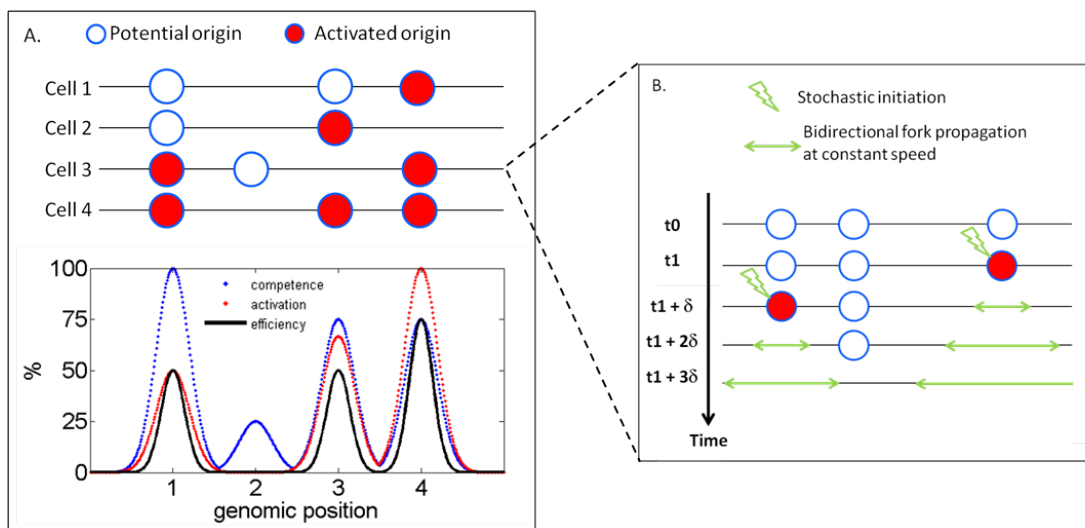 A.
Potential origin
Activated origin
Cell 1
Cell 2
Cell 3
Cell 4
100
75
50
25
0
%
competence
activation
efficiency
1 2 3 4
genomic position
B.
Stochastic initiation
Bidirectional fork propagation
at constant speed
t0
t1
t1 + δ
t1 + 2δ
t1 + 3δ
Time